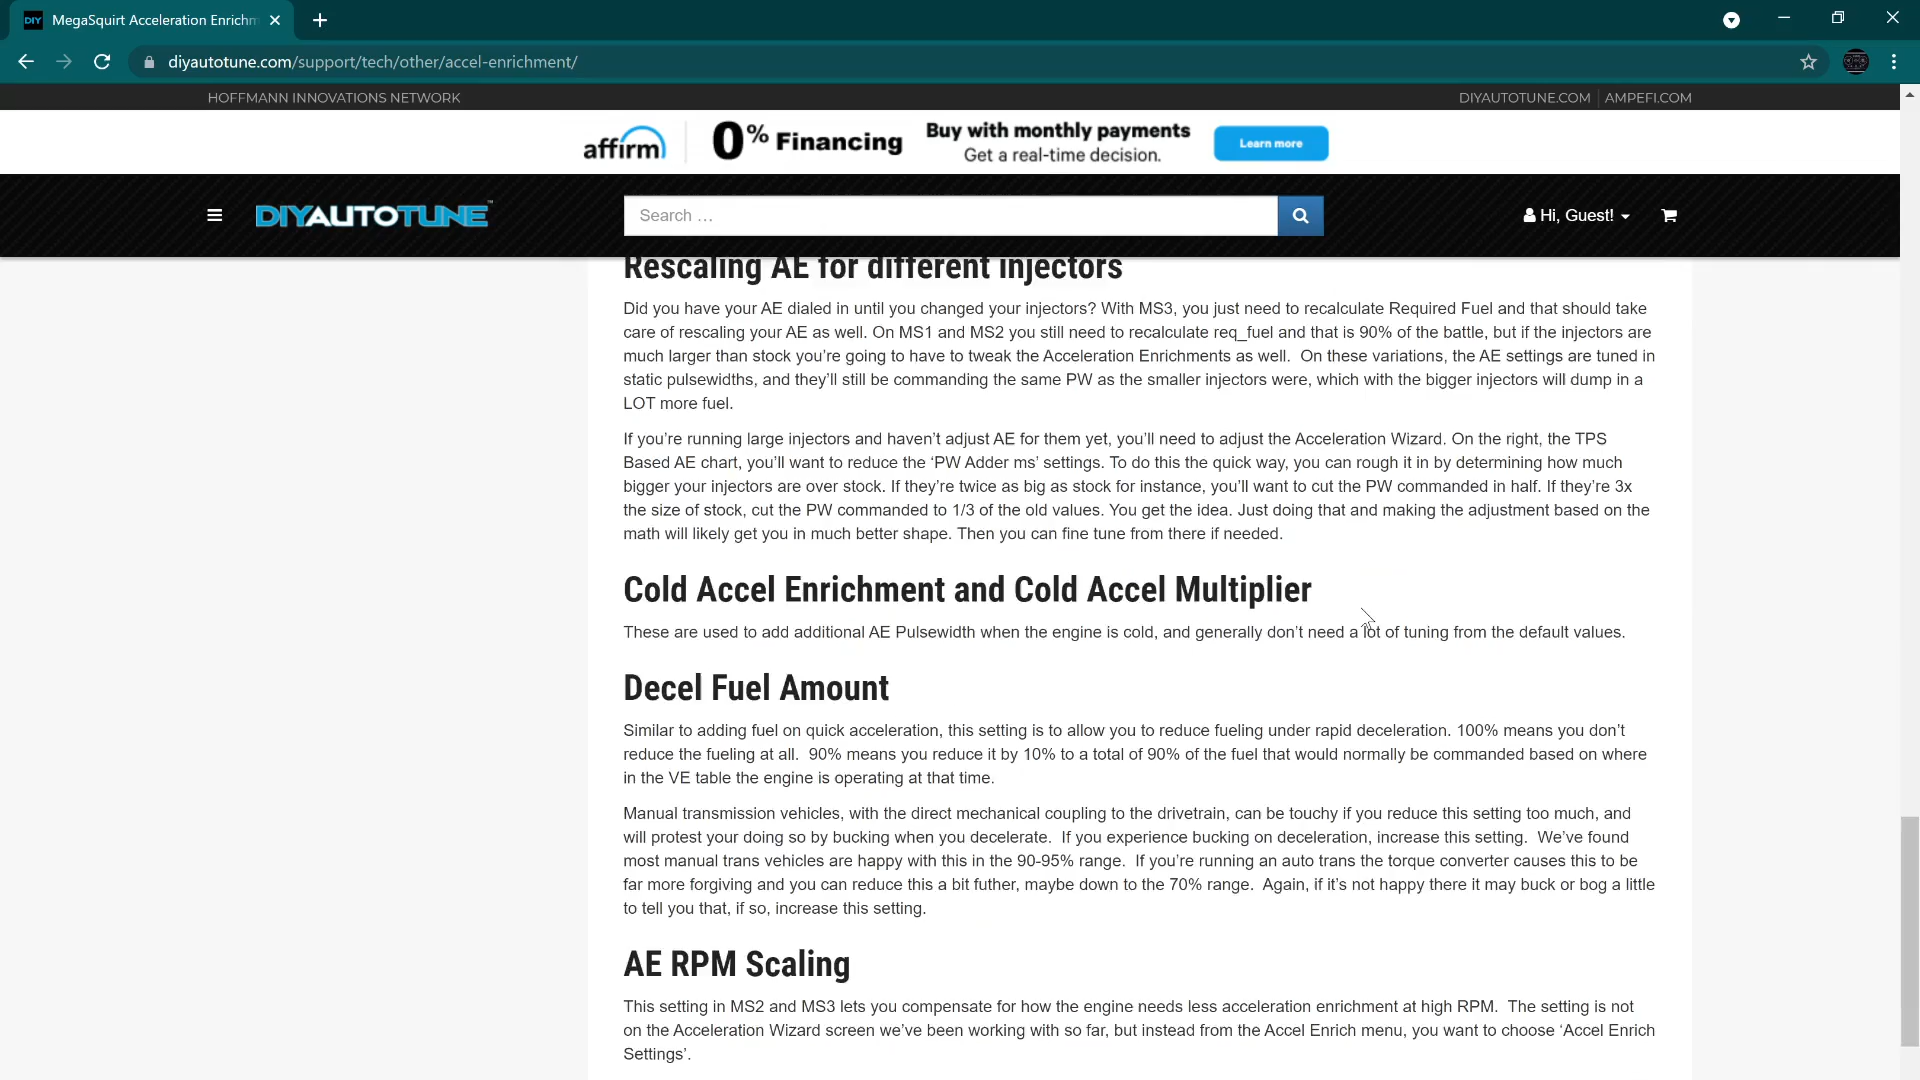 DIY MegaSquirt Acceleration Enrichm
diyautotune.com/support/tech/other/accel-enrichment/
HOFFMANN INNOVATIONS NETWORK
DIYAUTOTUNE.COM | AMPEFI.COM
affirm 0% Financing Buy with monthly payments
Get a real-time decision.
Learn more
DIYAUTOTUNE™
Search ...
Hi, Guest!
Rescaling AE for different injectors
Did you have your AE dialed in until you changed your injectors? With MS3, you just need to recalculate Required Fuel and that should take
care of rescaling your AE as well. On MS1 and MS2 you still need to recalculate req_fuel and that is 90% of the battle, but if the injectors are
much larger than stock you’re going to have to tweak the Acceleration Enrichments as well.  On these variations, the AE settings are tuned in
static pulsewidths, and they’ll still be commanding the same PW as the smaller injectors were, which with the bigger injectors will dump in a
LOT more fuel.
If you’re running large injectors and haven’t adjust AE for them yet, you’ll need to adjust the Acceleration Wizard. On the right, the TPS
Based AE chart, you’ll want to reduce the ‘PW Adder ms’ settings. To do this the quick way, you can rough it in by determining how much
bigger your injectors are over stock. If they’re twice as big as stock for instance, you’ll want to cut the PW commanded in half. If they’re 3x
the size of stock, cut the PW commanded to 1/3 of the old values. You get the idea. Just doing that and making the adjustment based on the
math will likely get you in much better shape. Then you can fine tune from there if needed.
Cold Accel Enrichment and Cold Accel Multiplier
These are used to add additional AE Pulsewidth when the engine is cold, and generally don’t need a lot of tuning from the default values.
Decel Fuel Amount
Similar to adding fuel on quick acceleration, this setting is to allow you to reduce fueling under rapid deceleration. 100% means you don’t
reduce the fueling at all.  90% means you reduce it by 10% to a total of 90% of the fuel that would normally be commanded based on where
in the VE table the engine is operating at that time.
Manual transmission vehicles, with the direct mechanical coupling to the drivetrain, can be touchy if you reduce this setting too much, and
will protest your doing so by bucking when you decelerate.  If you experience bucking on deceleration, increase this setting.  We’ve found
most manual trans vehicles are happy with this in the 90-95% range.  If you’re running an auto trans the torque converter causes this to be
far more forgiving and you can reduce this a bit futher, maybe down to the 70% range.  Again, if it’s not happy there it may buck or bog a little
to tell you that, if so, increase this setting.
AE RPM Scaling
This setting in MS2 and MS3 lets you compensate for how the engine needs less acceleration enrichment at high RPM.  The setting is not
on the Acceleration Wizard screen we’ve been working with so far, but instead from the Accel Enrich menu, you want to choose ‘Accel Enrich
Settings’.